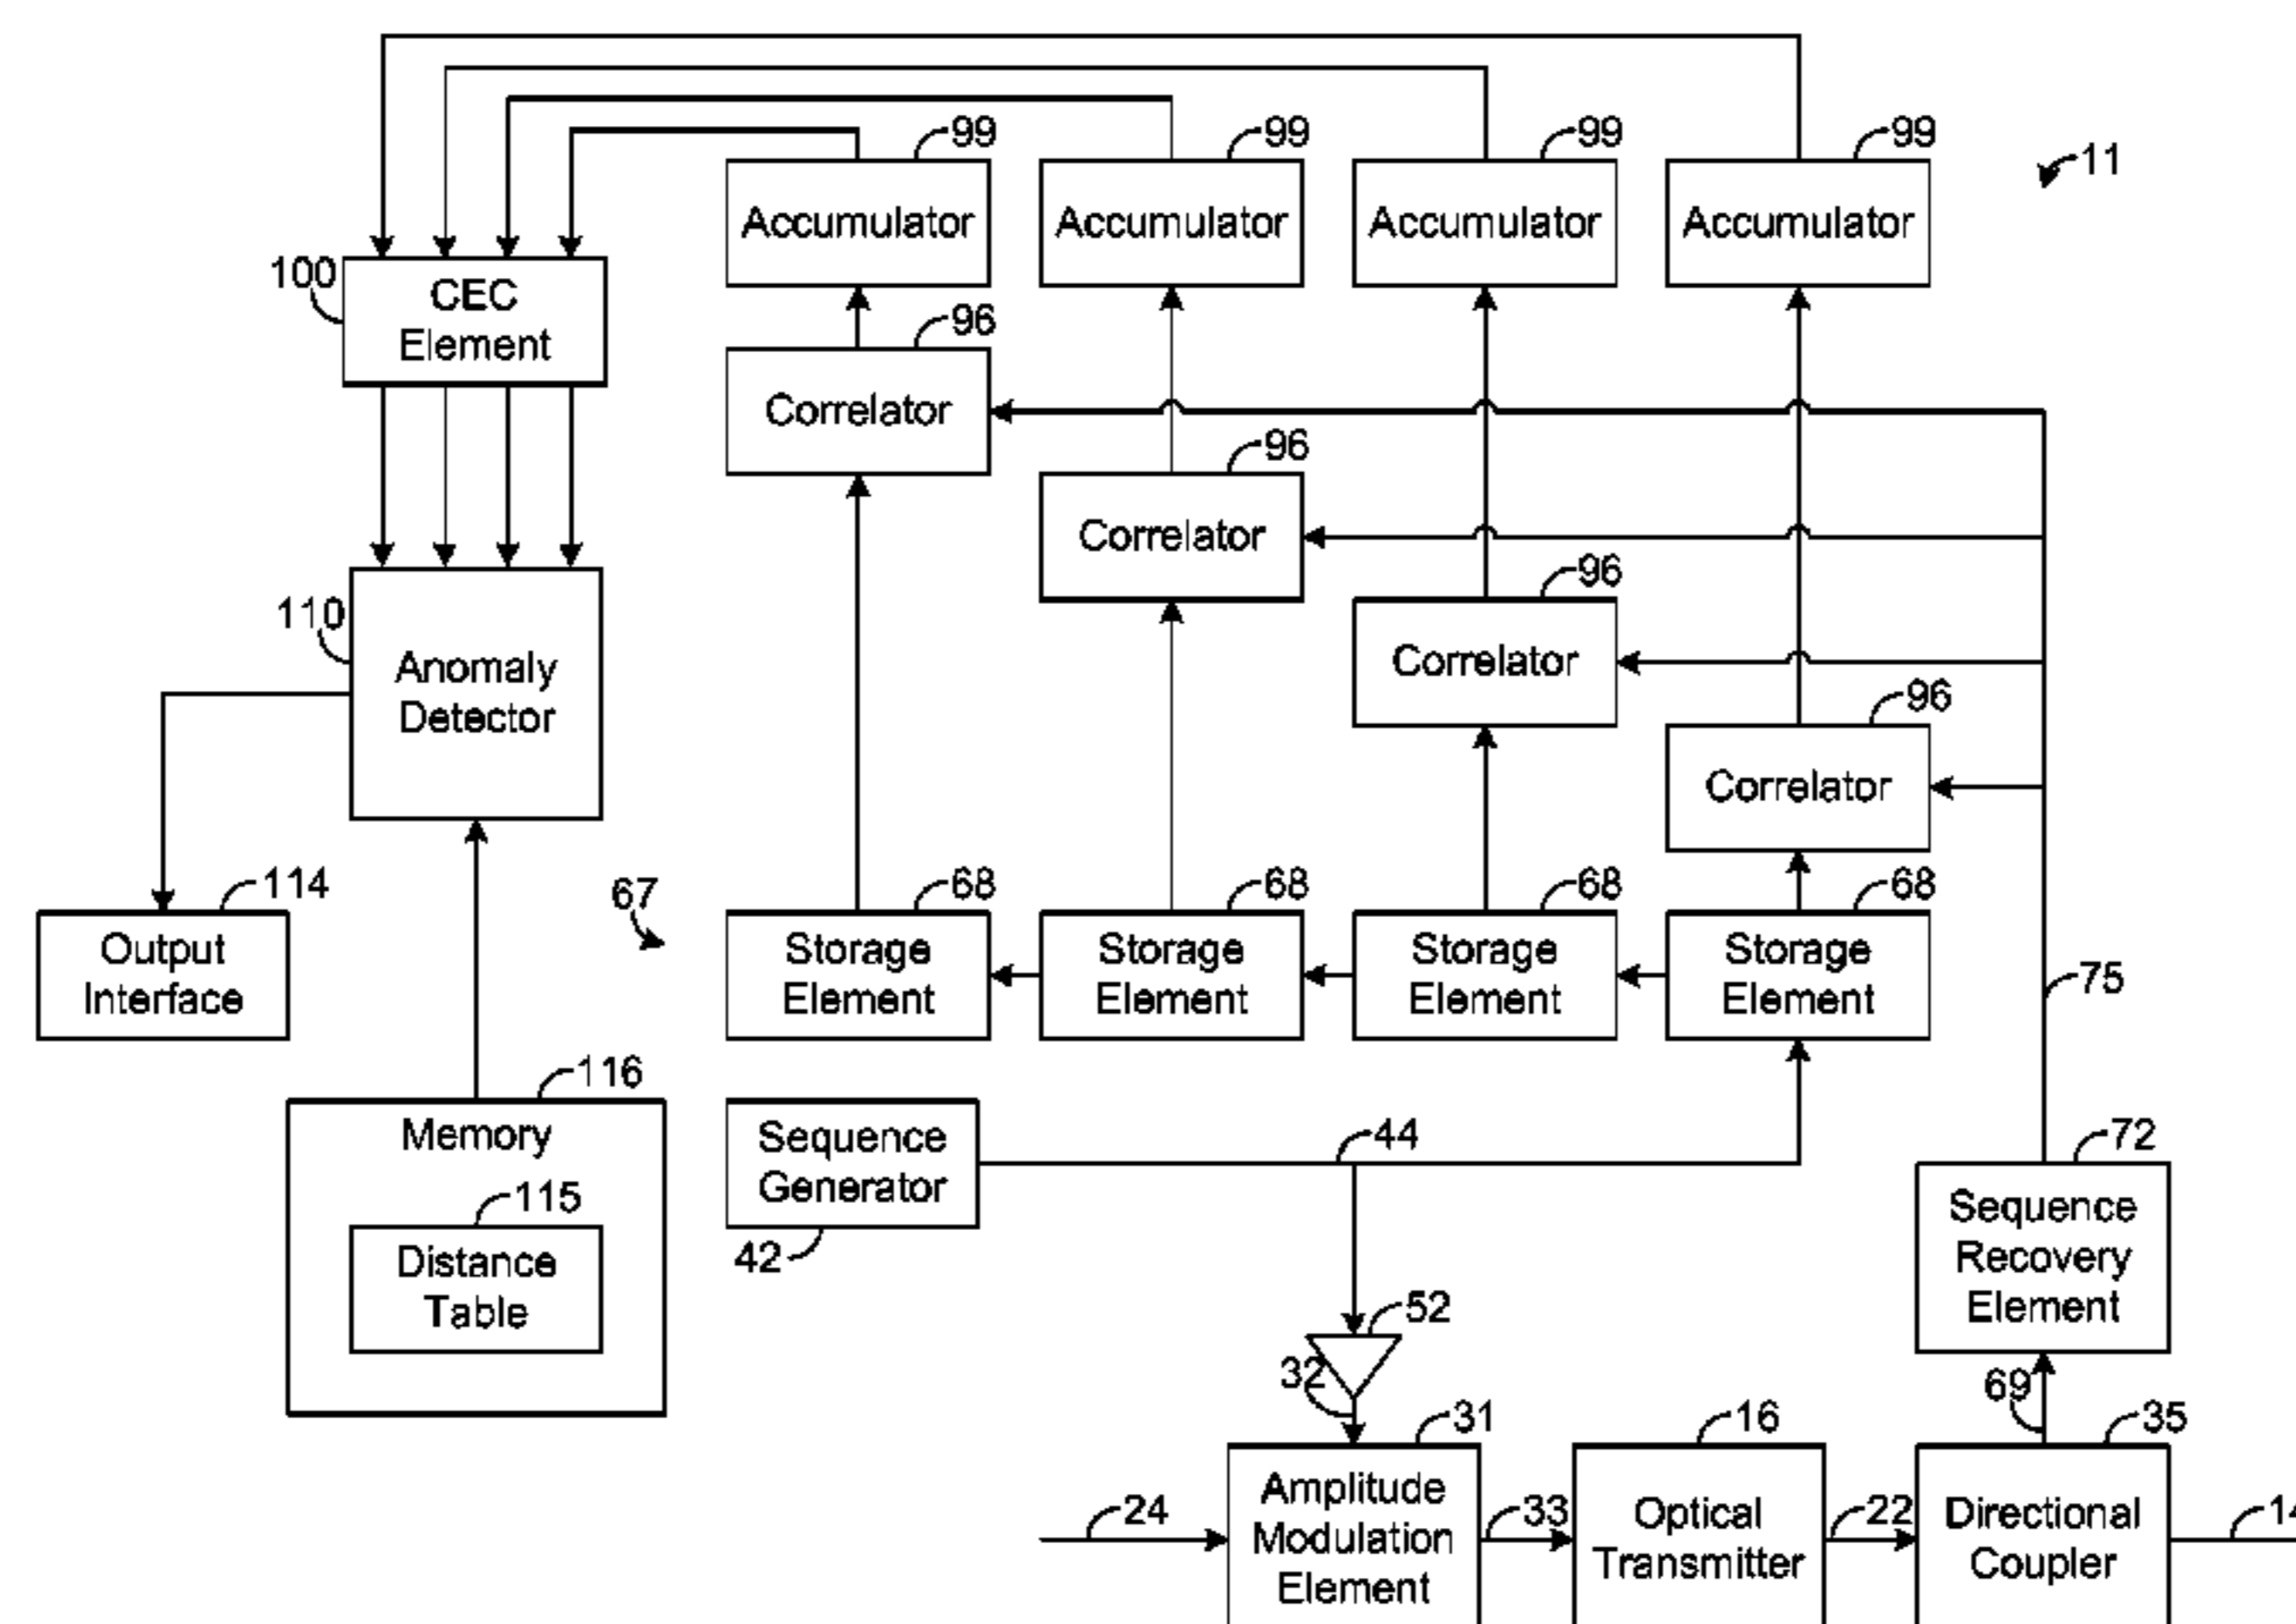 99
99
99
99
11
Accumulator
Accumulator
Accumulator
Accumulator
100
CEC
Element
96
Correlator
96
Correlator
96
Correlator
96
Correlator
110
Anomaly
Detector
114
Output
Interface
67
68
68
68
68
Storage
Element
Storage
Element
Storage
Element
Storage
Element
75
116
Memory
115
Distance
Table
Sequence
Generator
42
44
72
Sequence
Recovery
Element
52
32
69
31
16
35
24
Amplitude
Modulation
Element
33
Optical
Transmitter
22
Directional
Coupler